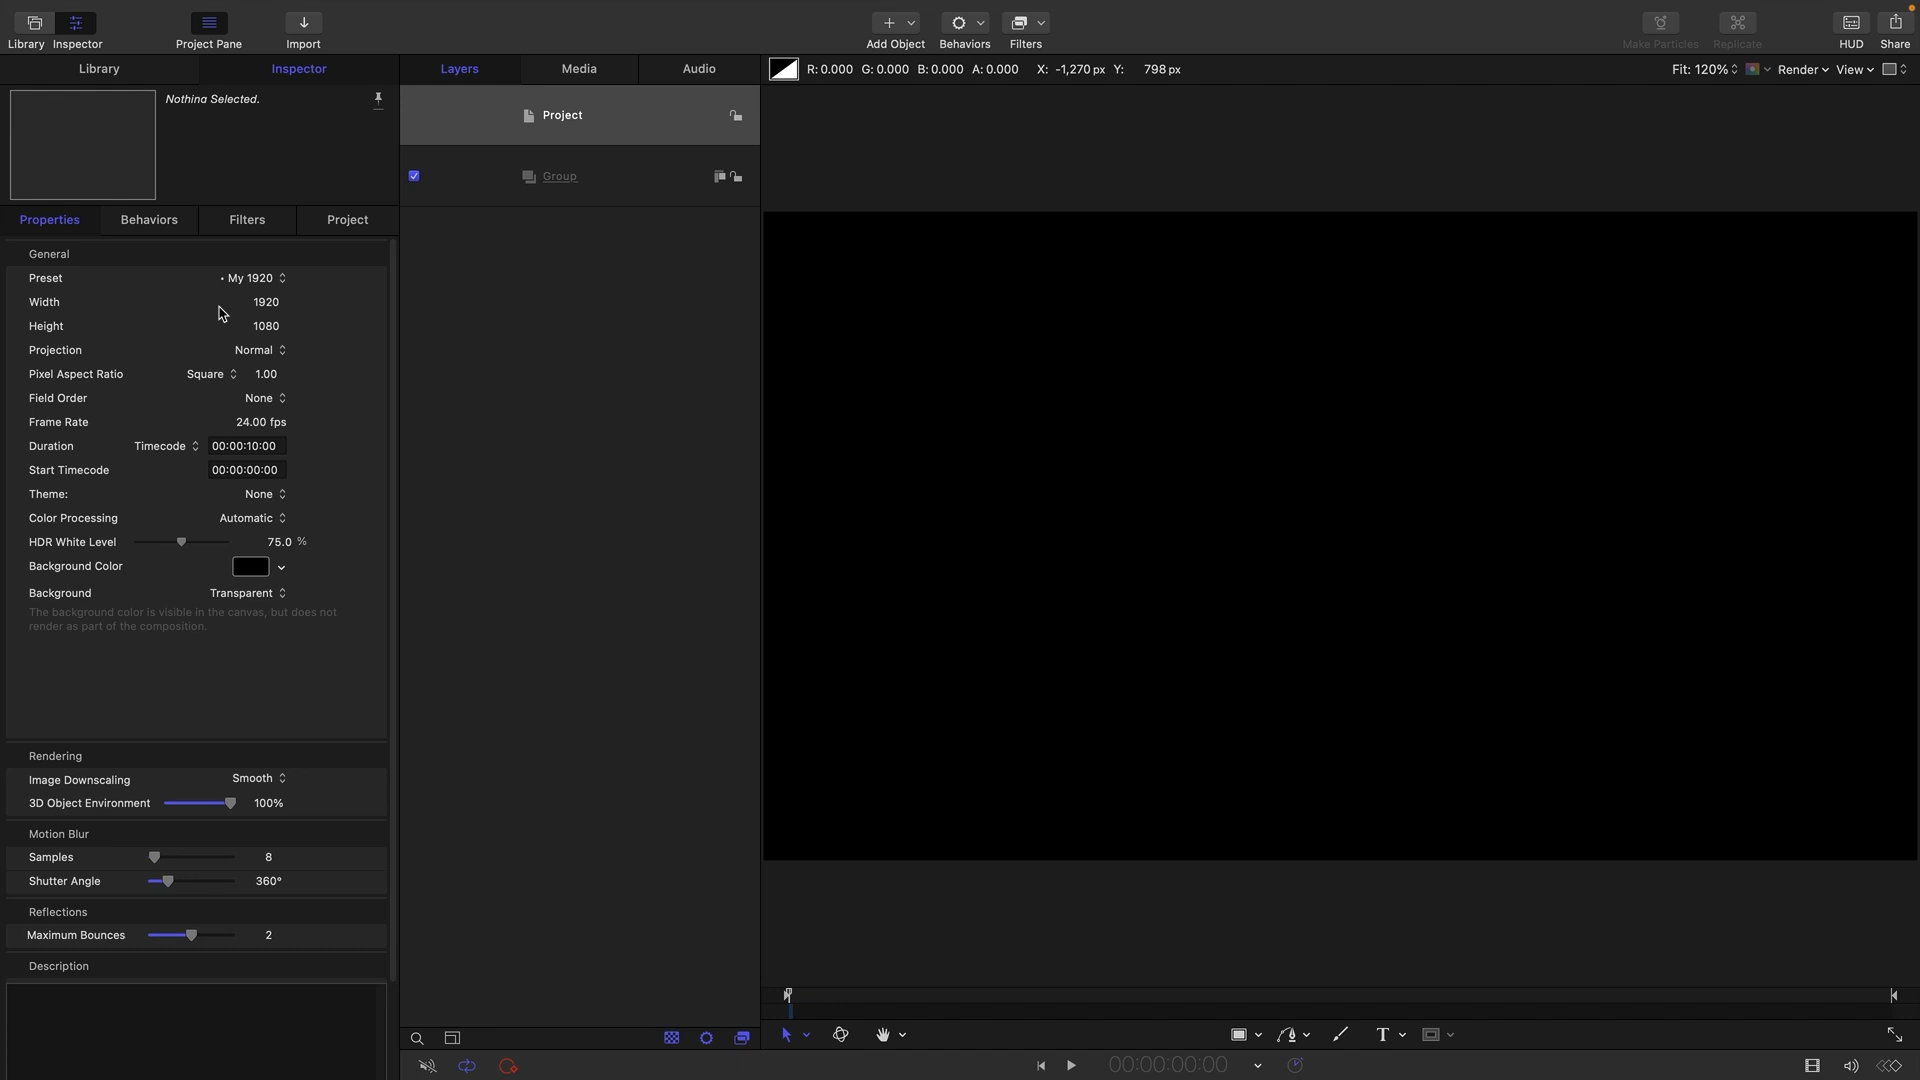 Library Inspector Project Pane Import Add Object Behaviors Filters Make Particles Replicate HUD Share
Library Inspector Layers Media Audio R: 0.000 G: 0.000 B: 0.000 A: 0.000 X: -1,270 px Y: 798 px Fit: 120% Render View
Nothing Selected.
Project
Group
Properties Behaviors Filters Project
General
Preset • My 1920
Width 1920
Height 1080
Projection Normal
Pixel Aspect Ratio Square 1.00
Field Order None
Frame Rate 24.00 fps
Duration Timecode 00:00:10:00
Start Timecode 00:00:00:00
Theme: None
Color Processing Automatic
HDR White Level 75.0 %
Background Color
Background Transparent
The background color is visible in the canvas, but does not
render as part of the composition.
Rendering
Image Downscaling Smooth
3D Object Environment 100%
Motion Blur
Samples 8
Shutter Angle 360°
Reflections
Maximum Bounces 2
Description
T
00:00:00:00